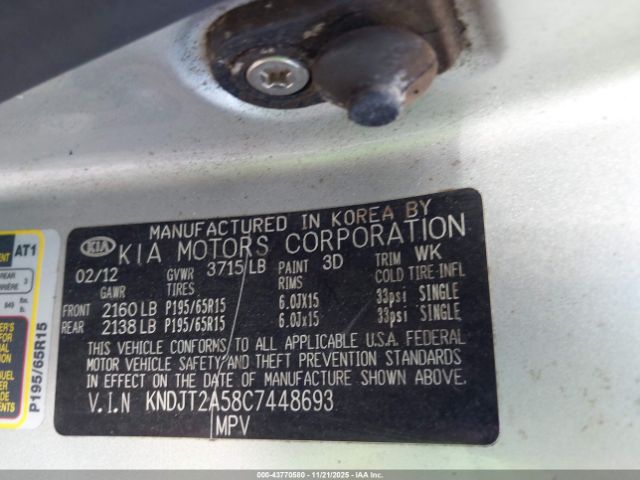 MANUFACTURED IN KOREA BY
KIA KIA MOTORS CORPORATION
02/12 GVWR 3715 LB PAINT 3D TRIM WK
GAWR TIRES RIMS COLD TIRE INFL
FRONT 2160 LB P195/65R15 6.0Jx15 33psi SINGLE
REAR 2138 LB P195/65R15 6.0Jx15 33psi SINGLE
THIS VEHICLE CONFORMS TO ALL APPLICABLE U.S.A. FEDERAL
MOTOR VEHICLE SAFETY AND THEFT PREVENTION STANDARDS
IN EFFECT ON THE DATE OF MANUFACTURE SHOWN ABOVE.
V.I.N KNDJT2A58C7448693
MPV
AT1
REAR 3
P195/65R15
000-43770580 - 11/21/2025 - IAA, Inc.